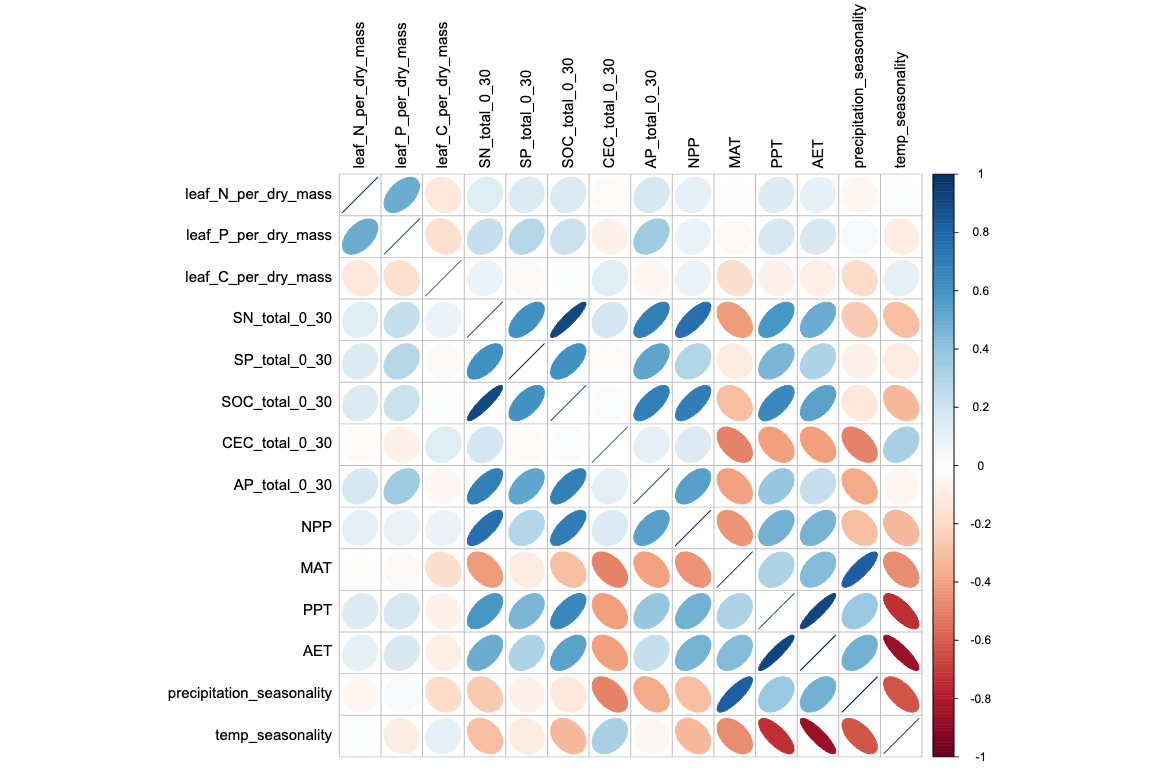 leaf_N_per_dry_mass
leaf_P_per_dry_mass
leaf_C_per_dry_mass
SN_total_0_30
SP_total_0_30
SOC_total_0_30
CEC_total_0_30
AP_total_0_30
NPP
MAT
PPT
AET
precipitation_seasonality
temp_seasonality
leaf_N_per_dry_mass
leaf_P_per_dry_mass
leaf_C_per_dry_mass
SN_total_0_30
SP_total_0_30
SOC_total_0_30
CEC_total_0_30
AP_total_0_30
NPP
MAT
PPT
AET
precipitation_seasonality
temp_seasonality
1
0.8
0.6
0.4
0.2
0
-0.2
-0.4
-0.6
-0.8
-1